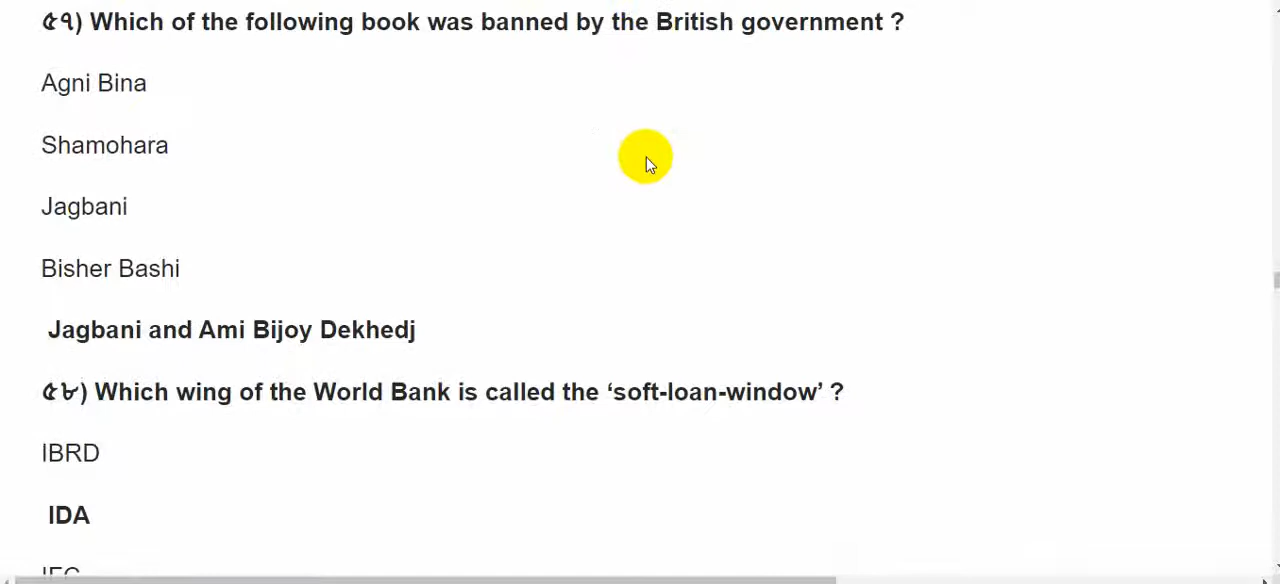 ৫৭) Which of the following book was banned by the British government ?
Agni Bina
Shamohara
Jagbani
Bisher Bashi
Jagbani and Ami Bijoy Dekhedj
৫৮) Which wing of the World Bank is called the ‘soft-loan-window’ ?
IBRD
IDA